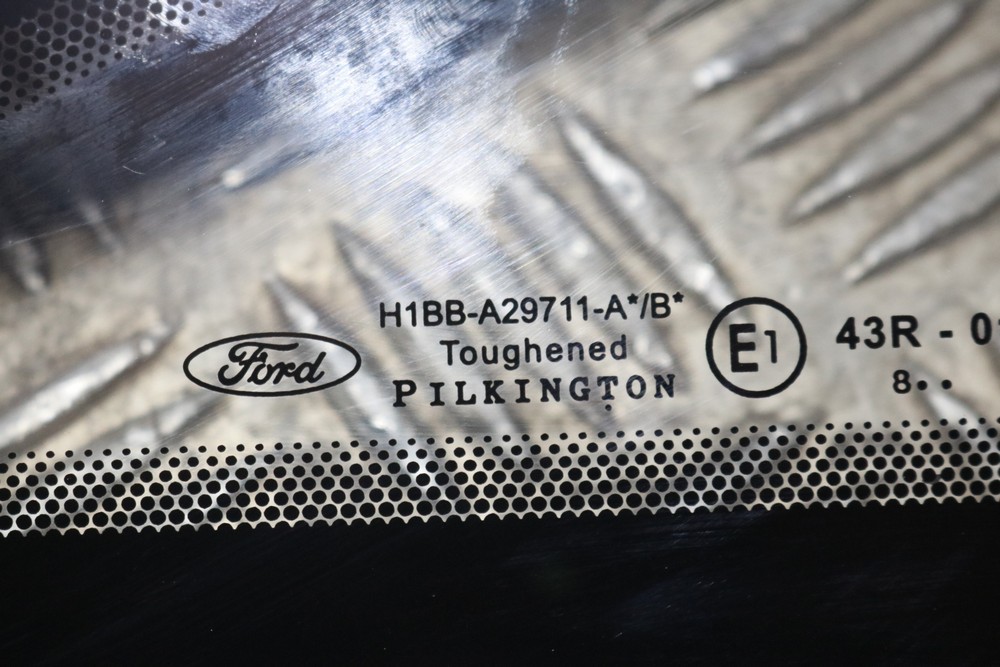 Ford
H1BB-A29711-A*/B*
Toughened
PILKINGTON
E1
43R - 0
8••